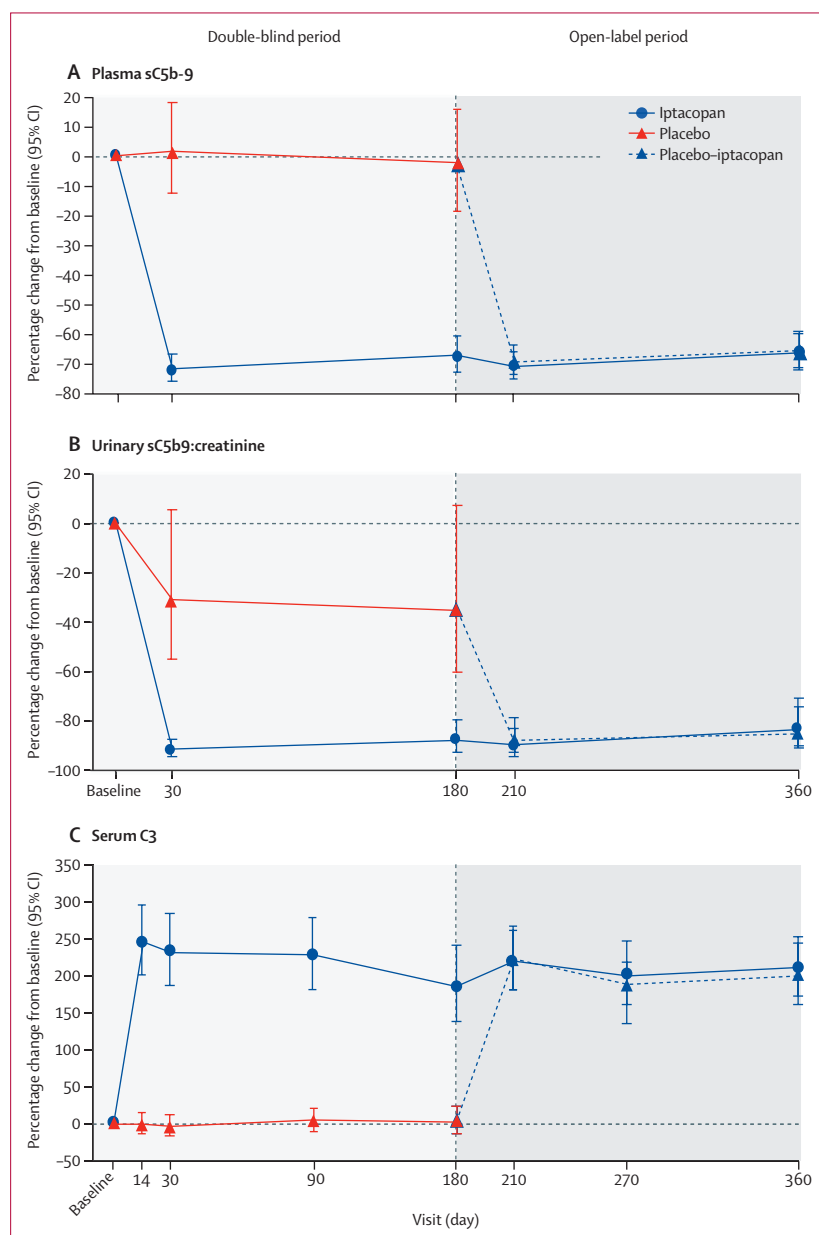 Double-blind period Open-label period
A Plasma sC5b-9
20
10
0
–10
–20
–30
–40
–50
–60
–70
–80
Percentage change from baseline (95% CI)
Iptacopan
Placebo
Placebo–iptacopan
B Urinary sC5b9:creatinine
20
0
–20
–40
–60
–80
–100
Percentage change from baseline (95% CI)
Baseline 30 180 210 360
C Serum C3
350
300
250
200
150
100
50
0
–50
Percentage change from baseline (95% CI)
Baseline 14 30 90 180 210 270 360
Visit (day)